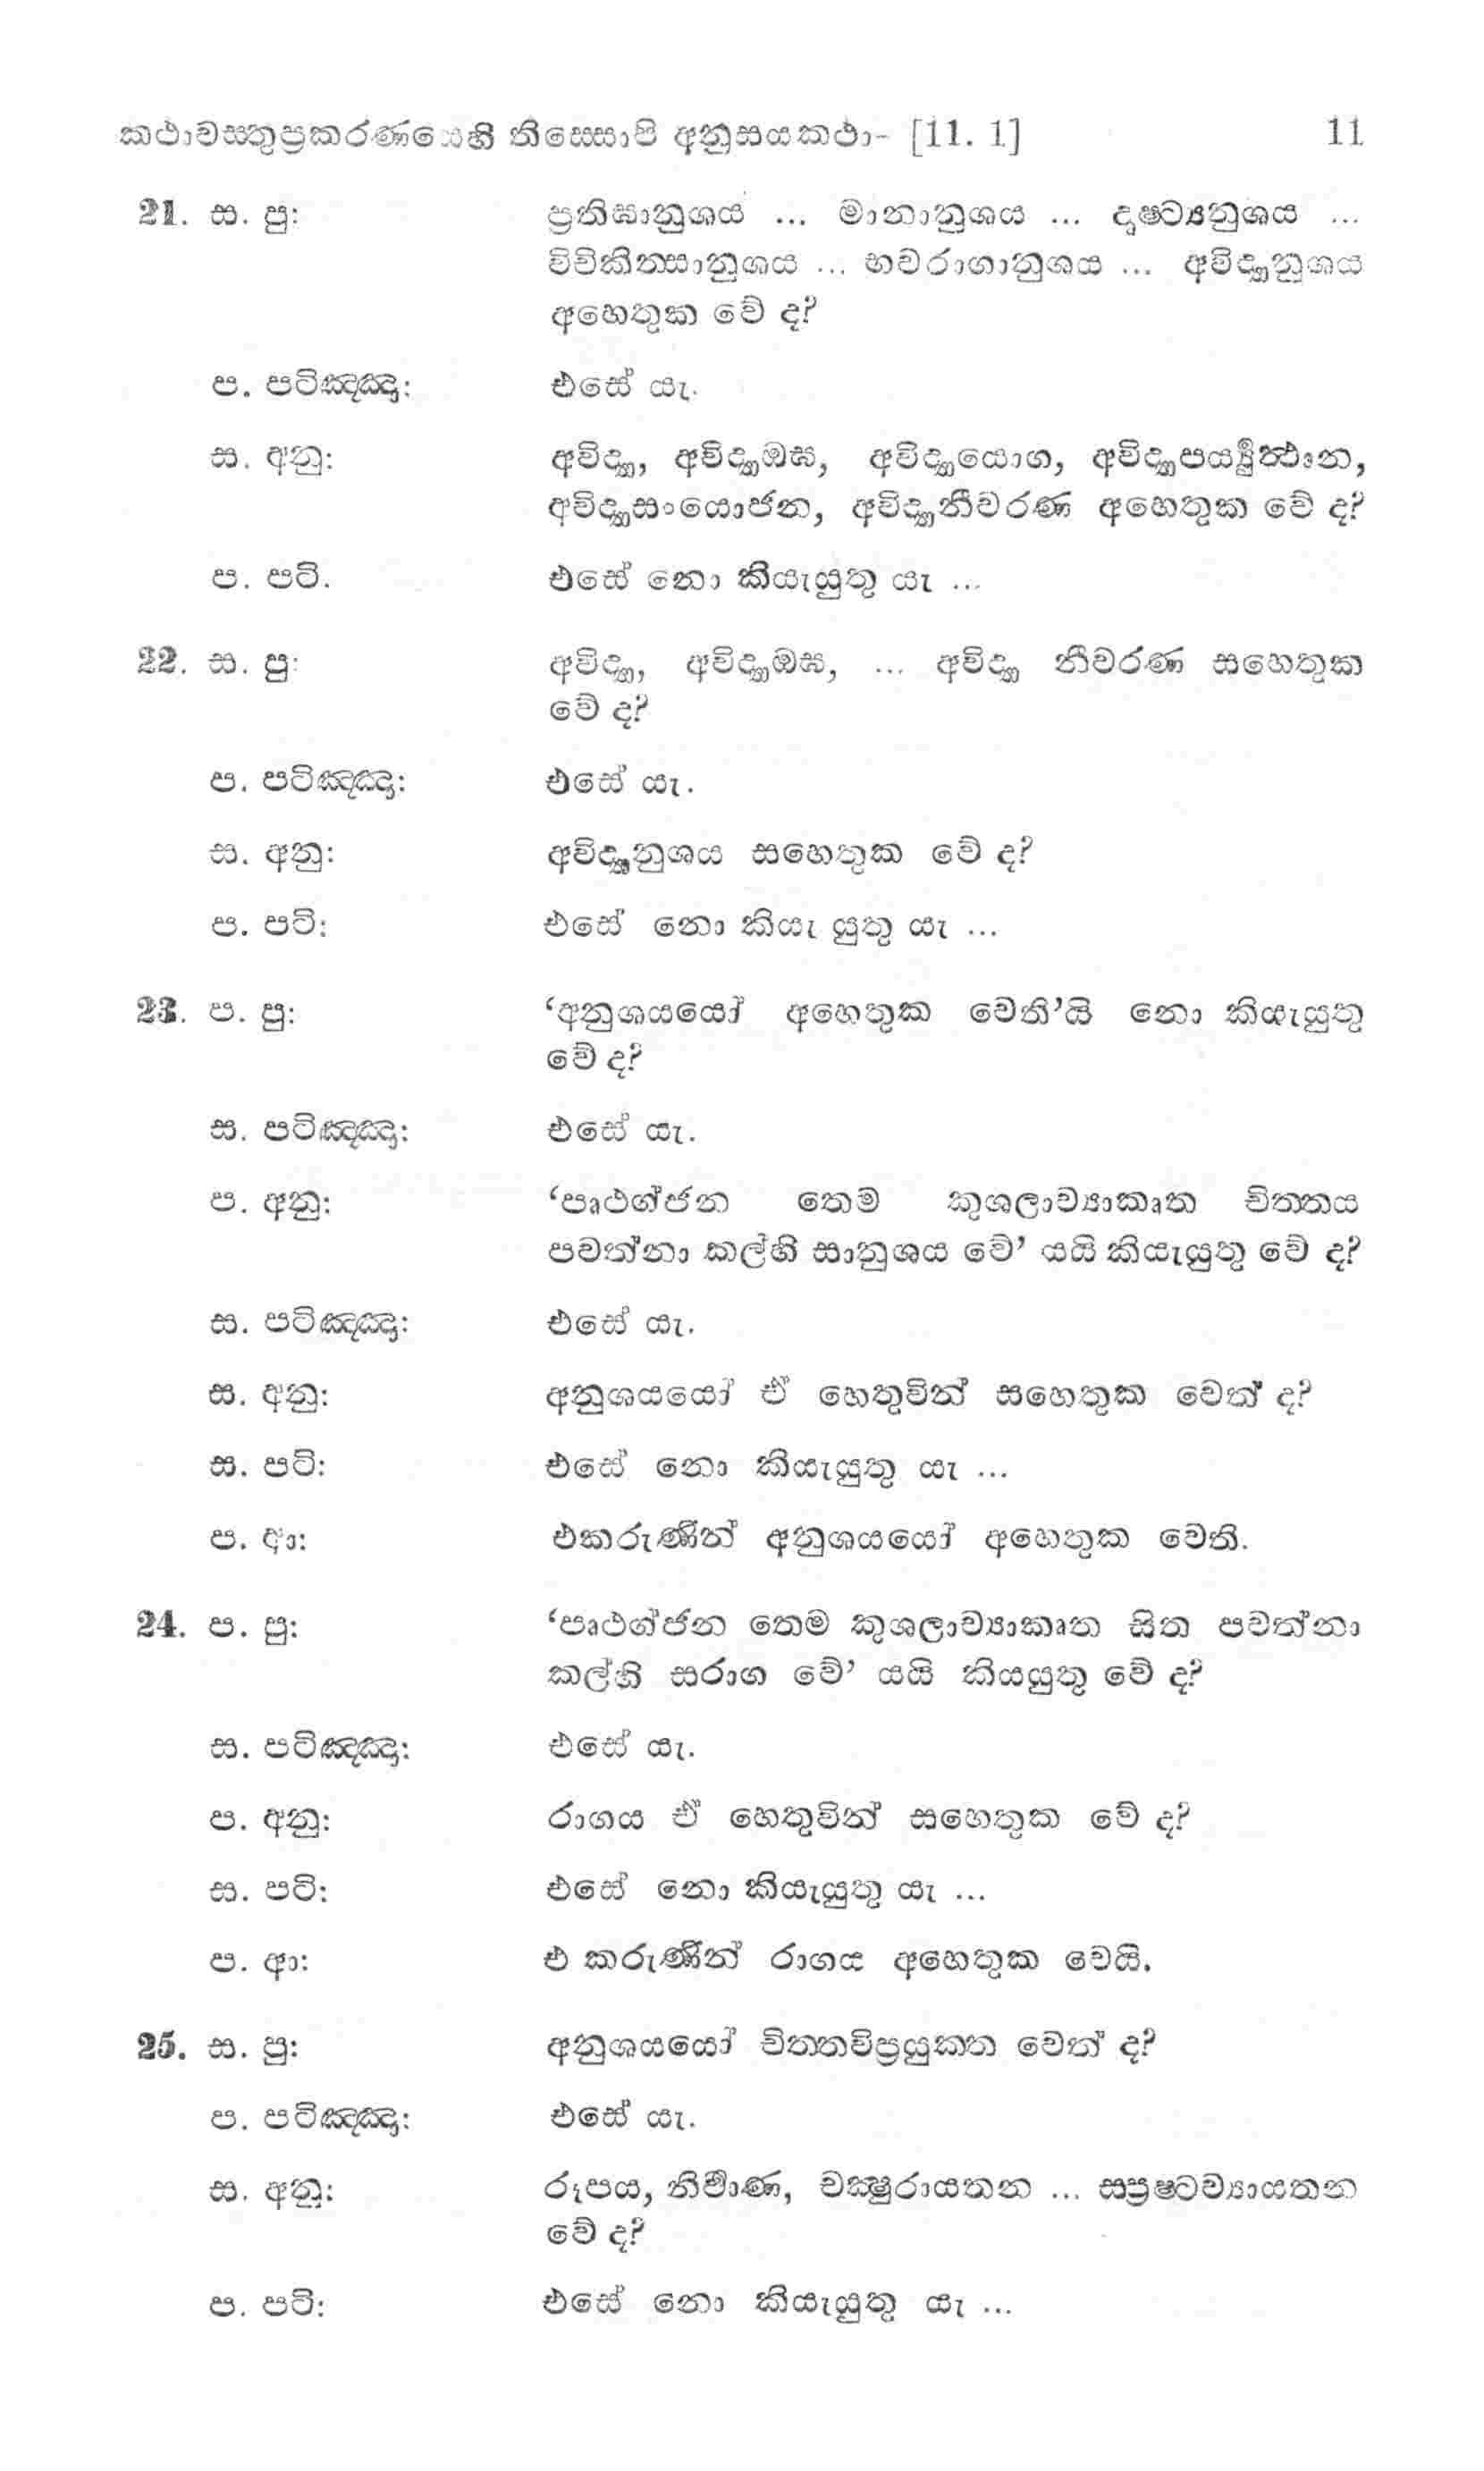 කථාවස්තුප්‍රකරණයෙහි තිස්සොපි අනුසයකථා- [11. 1] 11
21. ස. පු: ප්‍රතිඝානුශය ... මානානුශය ... දෘෂ්ට්‍යනුශය ...
විචිකිත්සානුශය ... භවරාගානුශය ... අවිද්‍යානුශය
අහෙතුක වේ ද?
ප. පටිඤ්ඤා: එසේ යැ.
ස. අනු: අවිද්‍යා, අවිද්‍යාඔඝ, අවිද්‍යායොග, අවිද්‍යාපර්‍ය්‍යුත්ථාන,
අවිද්‍යාසංයොජන, අවිද්‍යානීවරණ අහෙතුක වේ ද?
ප. පටි. එසේ නො කියැයුතු යැ ...
22. ස. පු: අවිද්‍යා, අවිද්‍යාඔඝ, ... අවිද්‍යා නීවරණ සහෙතුක
වේ ද?
ප. පටිඤ්ඤා: එසේ යැ.
ස. අනු: අවිද්‍යානුශය සහෙතුක වේ ද?
ප. පටි: එසේ නො කියැ යුතු යැ ...
23. ප. පු: ‘අනුශයයෝ අහෙතුක වෙති’යි නො කියැයුතු
වේ ද?
ස. පටිඤ්ඤා: එසේ යැ.
ප. අනු: ‘පෘථග්ජන තෙම කුශලාව්‍යාකෘත චිත්තය
පවත්නා කල්හි සානුශය වේ’ යයි කියැයුතු වේ ද?
ස. පටිඤ්ඤා: එසේ යැ.
ස. අනු: අනුශයයෝ ඒ හෙතුවින් සහෙතුක වෙත් ද?
ස. පටි: එසේ නො කියැයුතු යැ ...
ප. ආ: එකරුණින් අනුශයයෝ අහෙතුක වෙති.
24. ප. පු: ‘පෘථග්ජන තෙම කුශලාව්‍යාකෘත සිත පවත්නා
කල්හි සරාග වේ’ යයි කියයුතු වේ ද?
ස. පටිඤ්ඤා: එසේ යැ.
ප. අනු: රාගය ඒ හෙතුවින් සහෙතුක වේ ද?
ස. පටි: එසේ නො කියැයුතු යැ ...
ප. ආ: එ කරුණින් රාගය අහෙතුක වෙයි.
25. ස. පු: අනුශයයෝ චිත්තවිප්‍රයුක්ත වෙත් ද?
ප. පටිඤ්ඤා: එසේ යැ.
ස. අනු: රූපය, නිර්‍වාණ, චක්‍ෂුරායතන ... ස්ප්‍රෂ්ටව්‍යායතන
වේ ද?
ප. පටි: එසේ නො කියැයුතු යැ ...